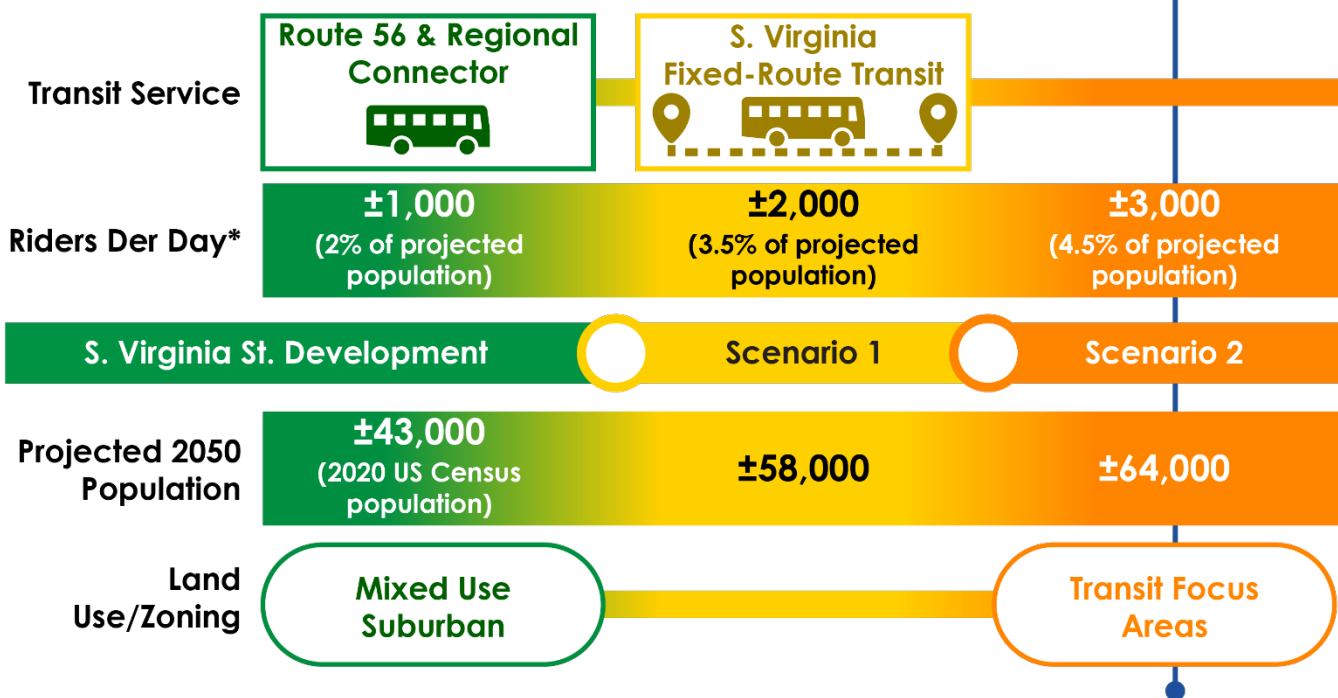 Transit Service
Route 56 & Regional
Connector
S. Virginia
Fixed-Route Transit
Riders Der Day*
±1,000
(2% of projected
population)
±2,000
(3.5% of projected
population)
±3,000
(4.5% of projected
population)
S. Virginia St. Development
Scenario 1
Scenario 2
Projected 2050
Population
±43,000
(2020 US Census
population)
±58,000
±64,000
Land
Use/Zoning
Mixed Use
Suburban
Transit Focus
Areas